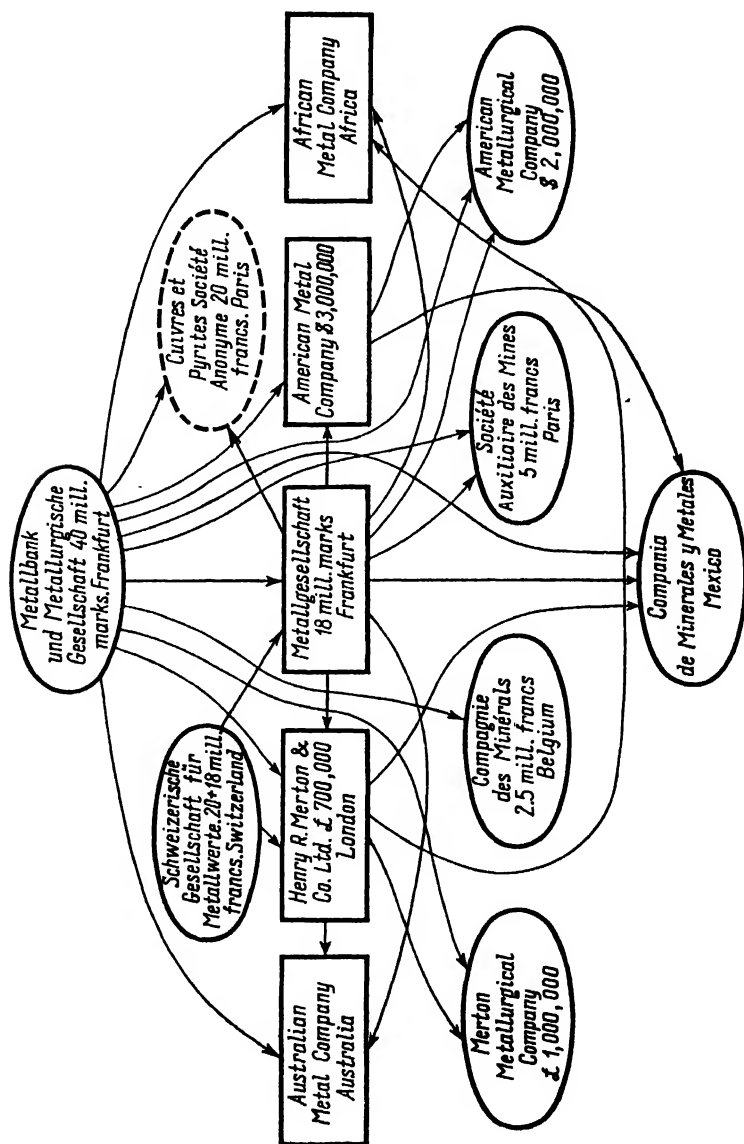 Metallbank
und Metallurgische
Gesellschaft 40 mill.
marks. Frankfurt
Schweizerische
Gesellschaft für
Metallwerte. 20+18 mill.
francs. Switzerland
Cuivres et
Pyrites Société
Anonyme 20 mill.
francs. Paris
Australian
Metal Company
Australia
Henry R. Merton &
Co. Ltd. £ 700,000
London
Metallgesellschaft
18 mill. marks
Frankfurt
American Metal
Company $ 3,000,000
African
Metal Company
Africa
Merton
Metallurgical
Company
£ 1,000,000
Compagnie
des Minérals
2.5 mill. francs
Belgium
Société
Auxiliaire des Mines
5 mill. francs
Paris
American
Metallurgical
Company
$ 2,000,000
Compania
de Minerales y Metales
Mexico